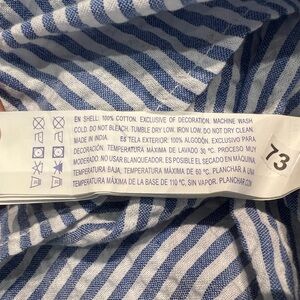 EN SHELL: 100% COTTON. EXCLUSIVE OF DECORATION. MACHINE WASH
COLD. DO NOT BLEACH. TUMBLE DRY LOW. IRON LOW. DO NOT DRY CLEAN.
MADE IN INDIA. ES TELA EXTERIOR: 100% ALGODÓN. EXCLUSIVO PARA
DECORACIÓN. TEMPERATURA MÁXIMA DE LAVADO 30 ºC. PROCESO MUY
MODERADO. NO USAR BLANQUEADOR. ES POSIBLE EL SECADO EN MÁQUINA
TEMPERATURA BAJA, TEMPERATURA MÁXIMA DE 60 ºC. PLANCHAR A UNA
TEMPERATURA MÁXIMA DE LA BASE DE 110 ºC, SIN VAPOR. PLANCHAR CON
73